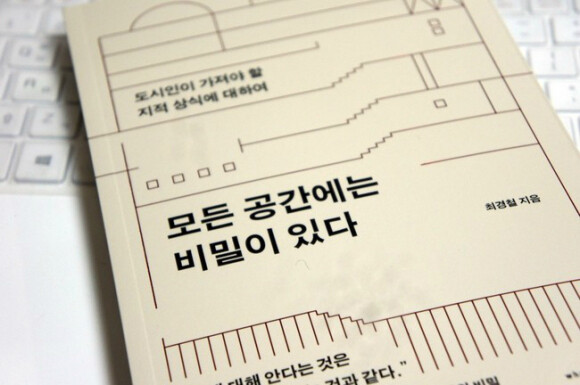 도시인이 가져야 할
지적 상식에 대하여
모든 공간에는
비밀이 있다
최경철 지음
대해 안다는 것은
것과 같다."
비밀